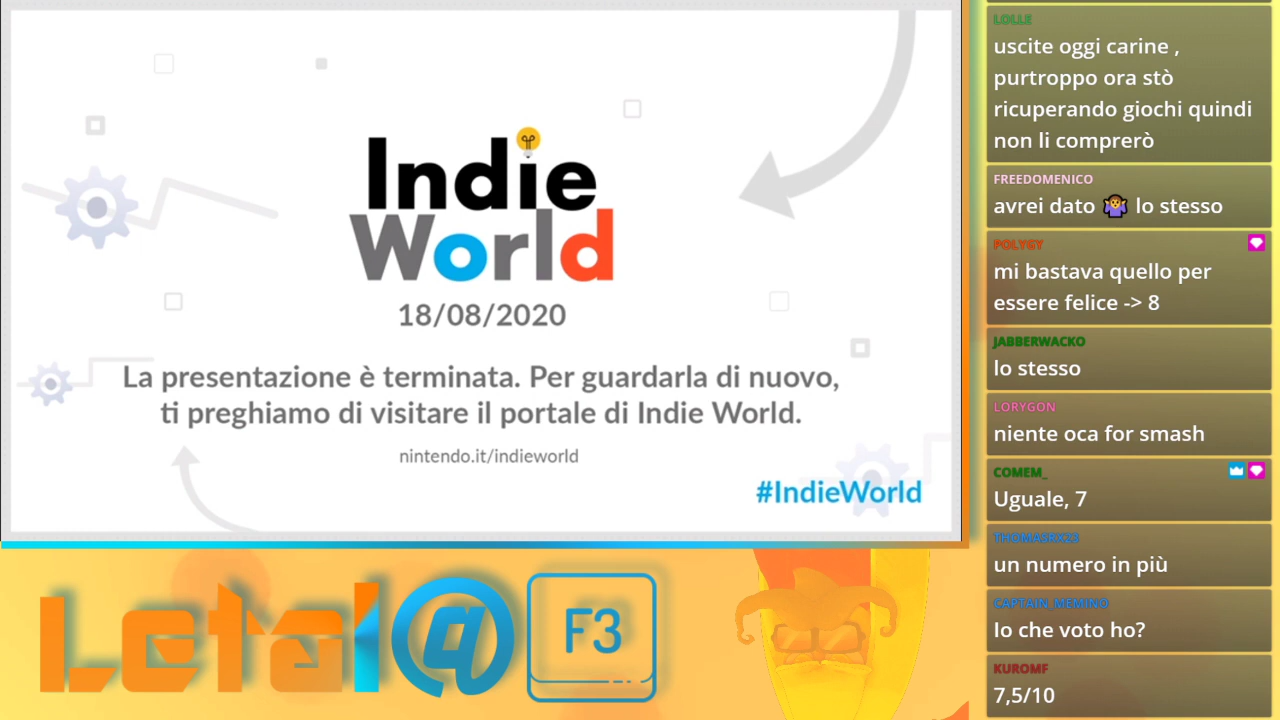 Indie
World
18/08/2020
La presentazione è terminata. Per guardarla di nuovo,
ti preghiamo di visitare il portale di Indie World.
nintendo.it/indieworld
#IndieWorld
Letal@
F3
LOLLE
uscite oggi carine ,
purtroppo ora stò
ricuperando giochi quindi
non li comprerò
FREEDOMENICO
avrei dato 🤷 lo stesso
POLYGY
mi bastava quello per
essere felice -> 8
JABBERWACKO
lo stesso
LORYGON
niente oca for smash
COMEM_
Uguale, 7
un numero in più
CAPTAIN_MEMINO
Io che voto ho?
KUROMF
7,5/10